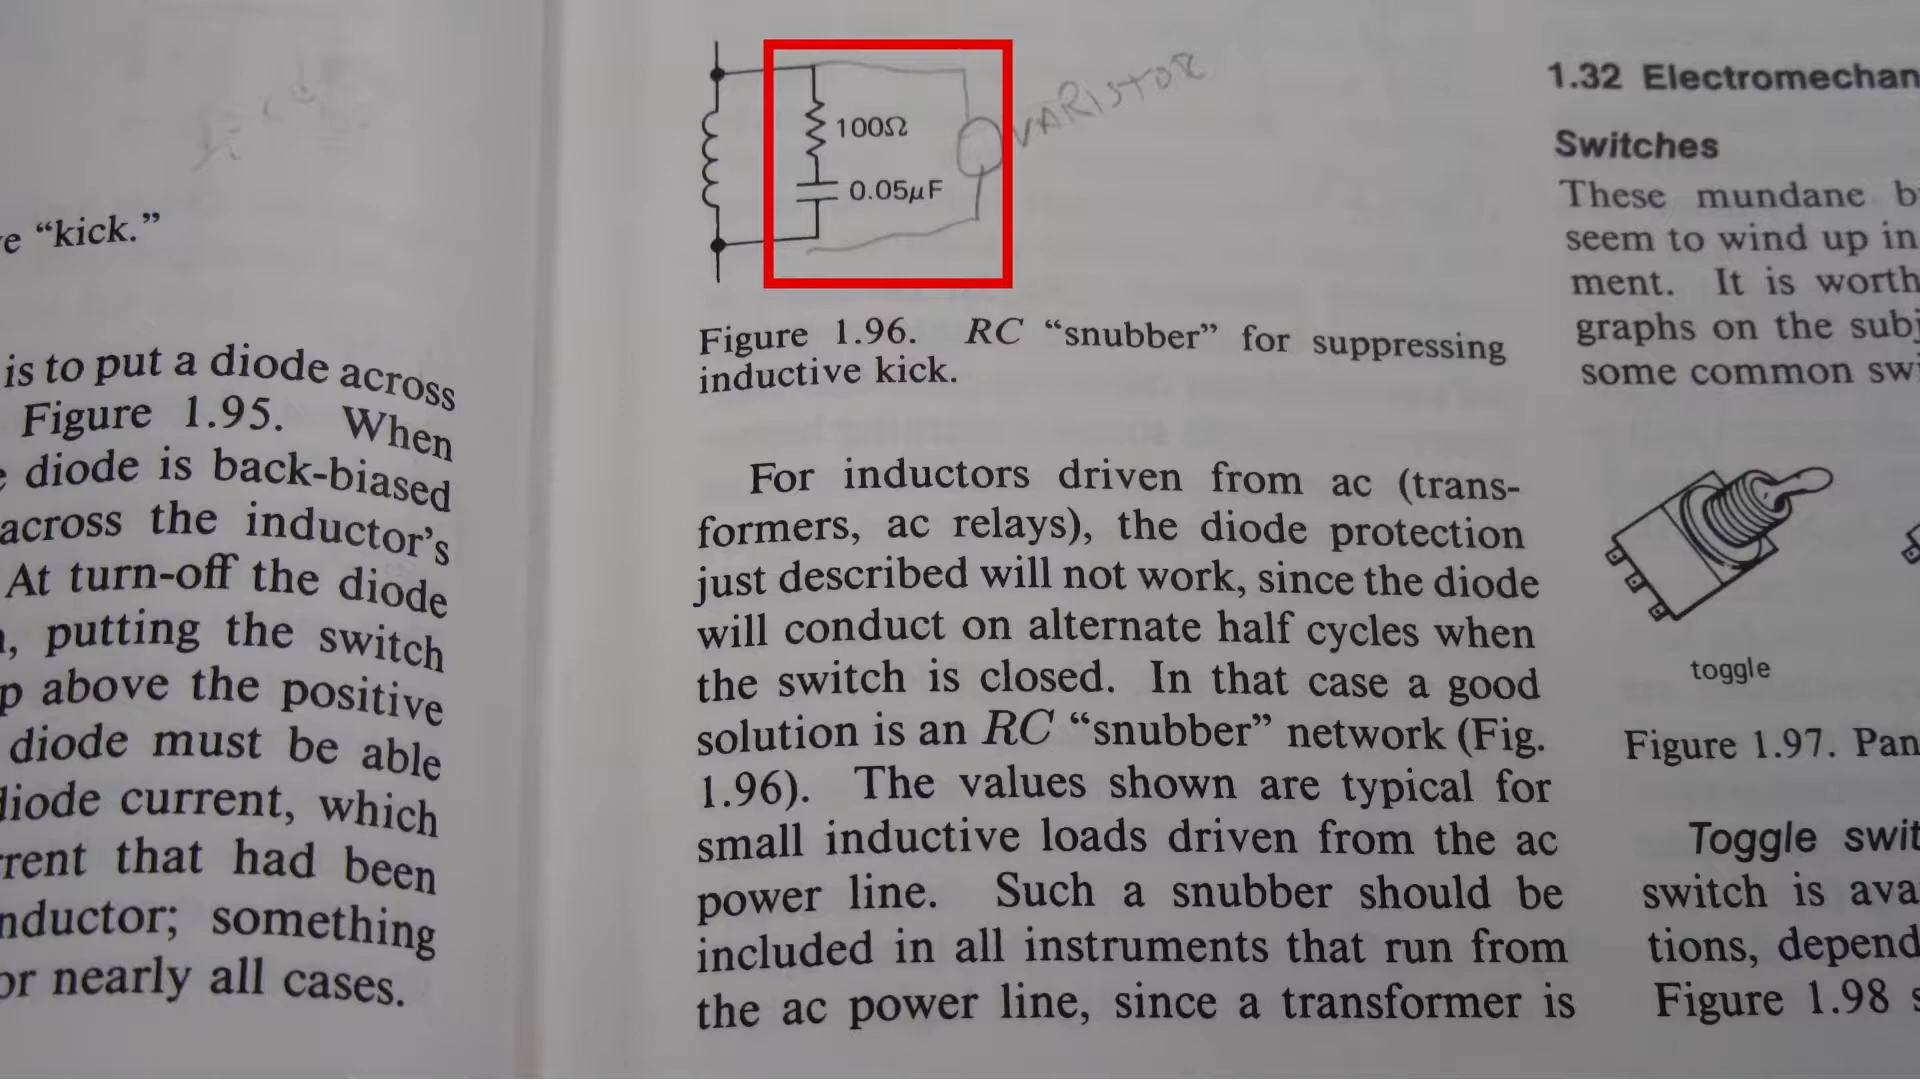 e “kick.”
is to put a diode across
Figure 1.95. When
diode is back-biased
across the inductor’s
At turn-off the diode
, putting the switch
p above the positive
diode must be able
diode current, which
rrent that had been
nductor; something
or nearly all cases.
100Ω
0.05μF
VARISTOR
Figure 1.96. RC “snubber” for suppressing
inductive kick.
For inductors driven from ac (trans-
formers, ac relays), the diode protection
just described will not work, since the diode
will conduct on alternate half cycles when
the switch is closed. In that case a good
solution is an RC “snubber” network (Fig.
1.96). The values shown are typical for
small inductive loads driven from the ac
power line. Such a snubber should be
included in all instruments that run from
the ac power line, since a transformer is
1.32 Electromechan
Switches
These mundane b
seem to wind up in
ment. It is worth
graphs on the subj
some common swi
toggle
Figure 1.97. Pan
Toggle swit
switch is ava
tions, depend
Figure 1.98 s